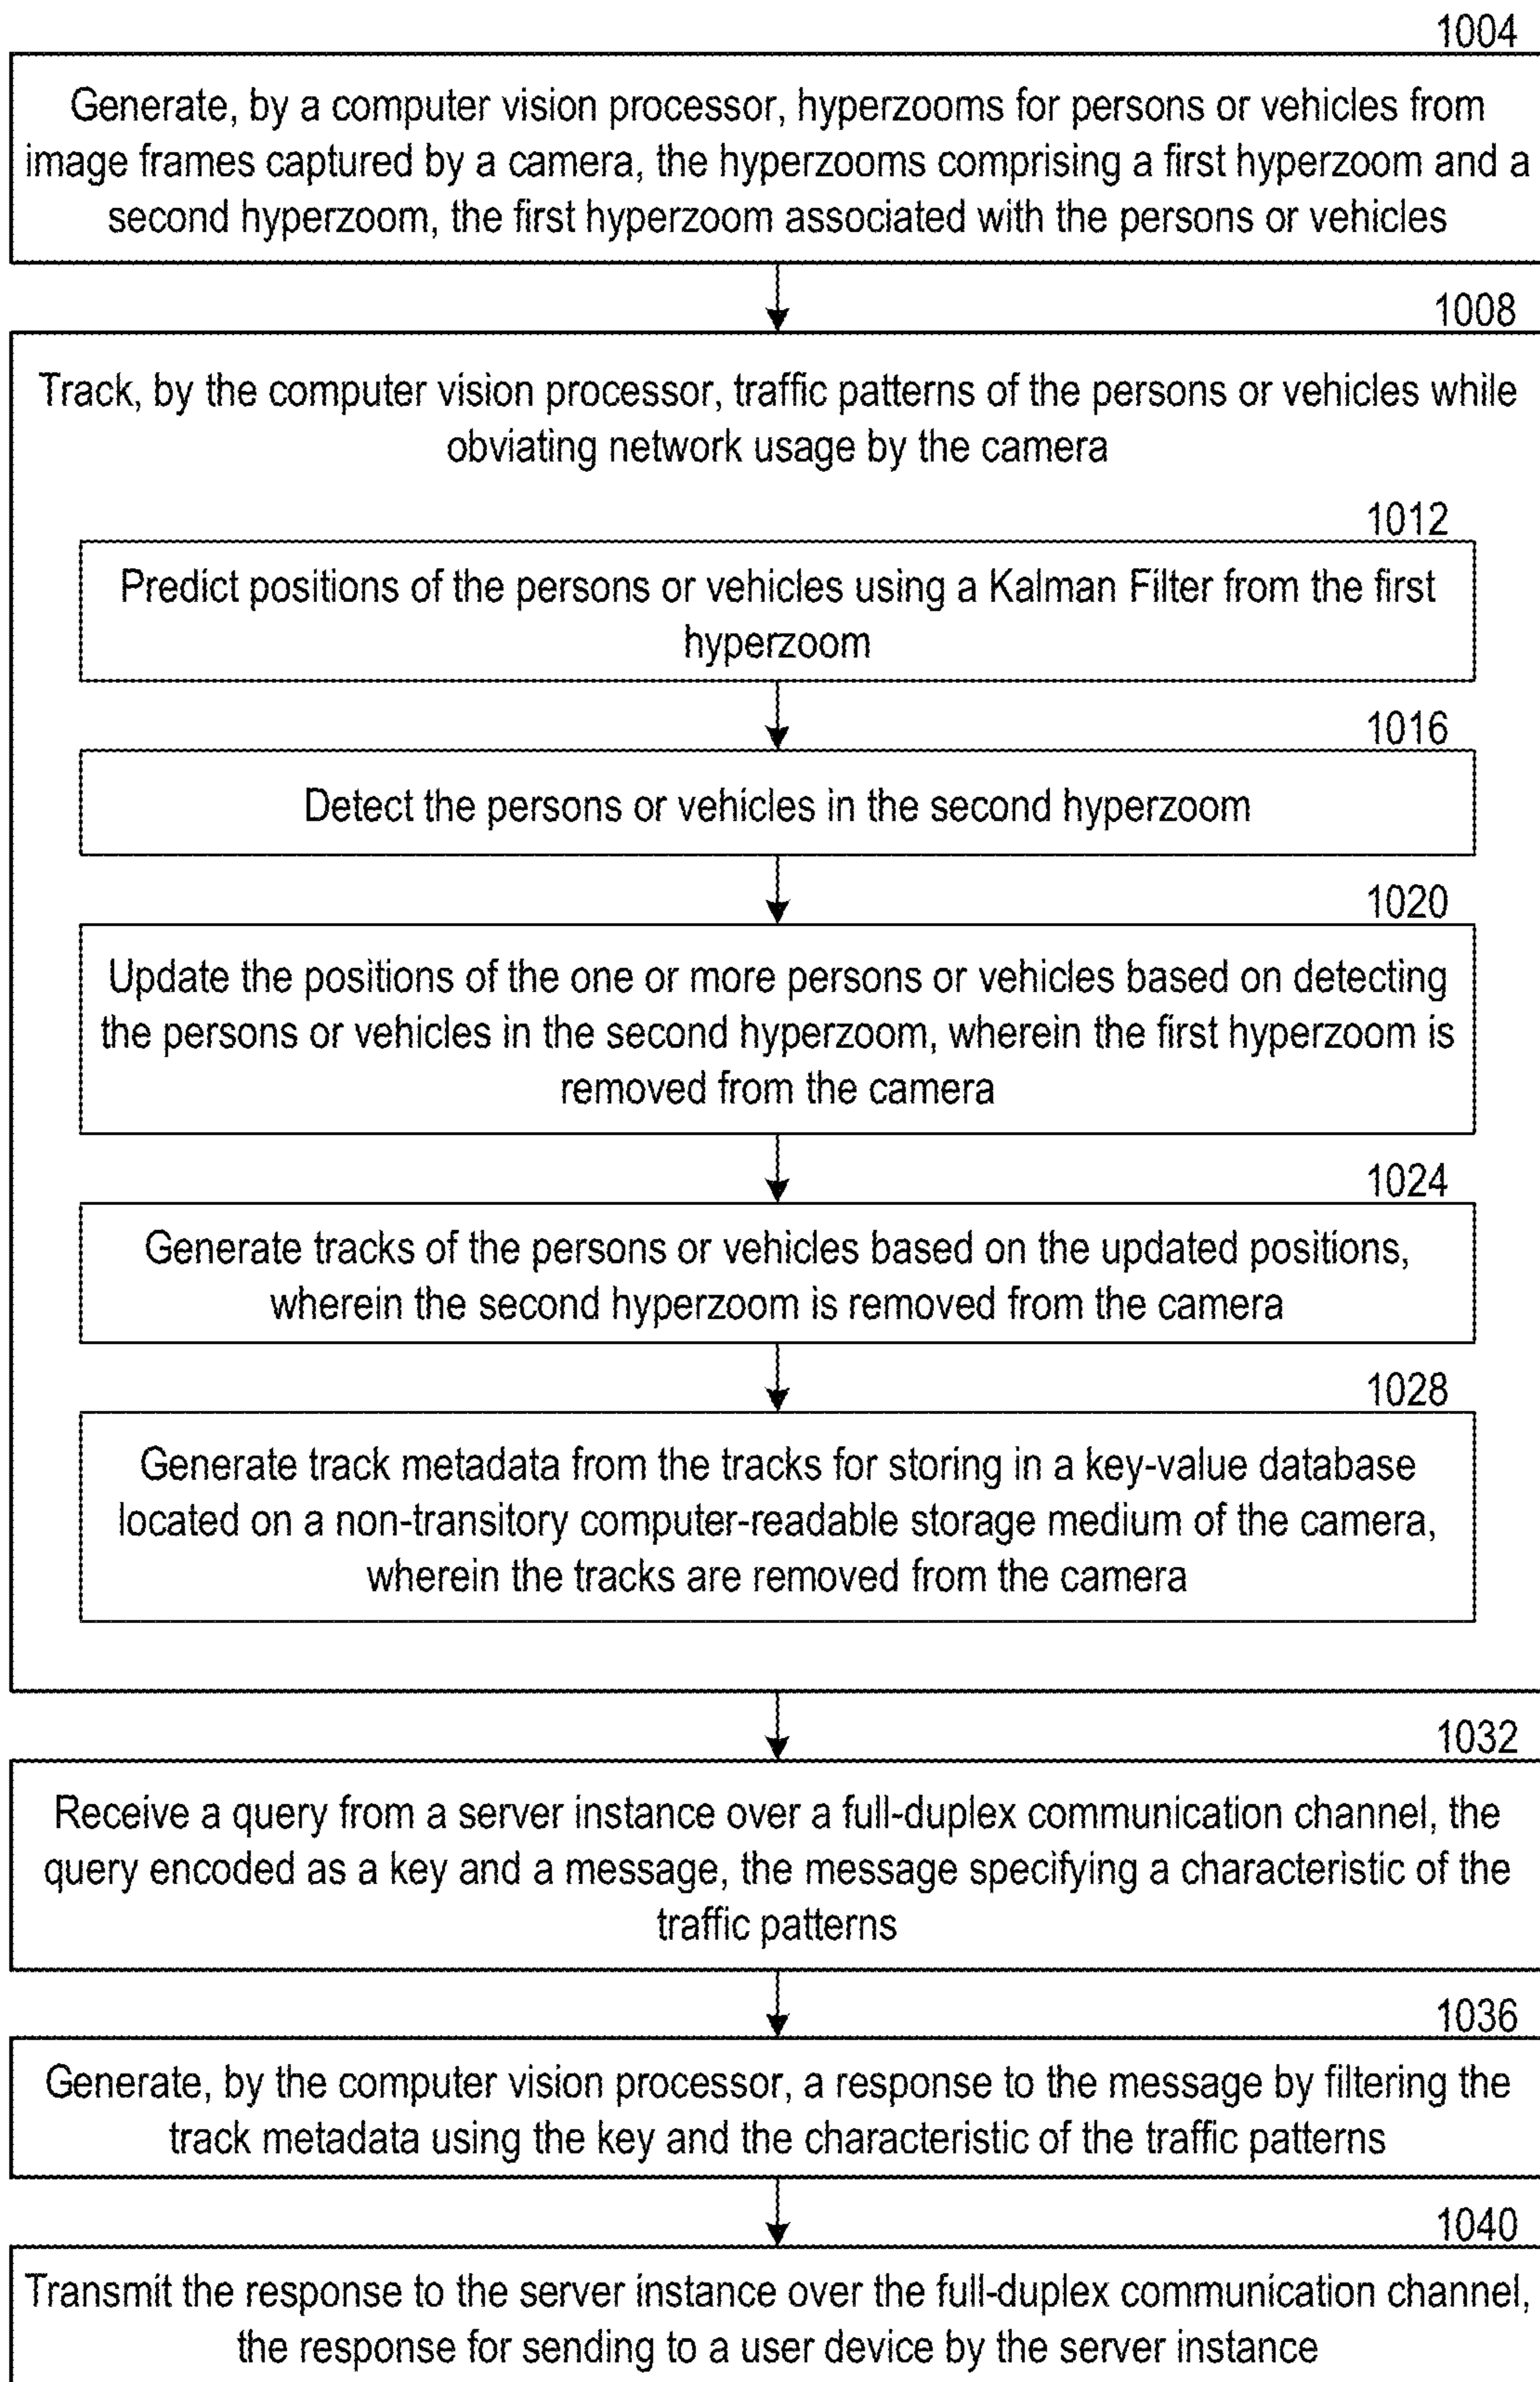 1004
Generate, by a computer vision processor, hyperzooms for persons or vehicles from
image frames captured by a camera, the hyperzooms comprising a first hyperzoom and a
second hyperzoom, the first hyperzoom associated with the persons or vehicles
1008
Track, by the computer vision processor, traffic patterns of the persons or vehicles while
obviating network usage by the camera
1012
Predict positions of the persons or vehicles using a Kalman Filter from the first
hyperzoom
1016
Detect the persons or vehicles in the second hyperzoom
1020
Update the positions of the one or more persons or vehicles based on detecting
the persons or vehicles in the second hyperzoom, wherein the first hyperzoom is
removed from the camera
1024
Generate tracks of the persons or vehicles based on the updated positions,
wherein the second hyperzoom is removed from the camera
1028
Generate track metadata from the tracks for storing in a key-value database
located on a non-transitory computer-readable storage medium of the camera,
wherein the tracks are removed from the camera
1032
Receive a query from a server instance over a full-duplex communication channel, the
query encoded as a key and a message, the message specifying a characteristic of the
traffic patterns
1036
Generate, by the computer vision processor, a response to the message by filtering the
track metadata using the key and the characteristic of the traffic patterns
1040
Transmit the response to the server instance over the full-duplex communication channel,
the response for sending to a user device by the server instance